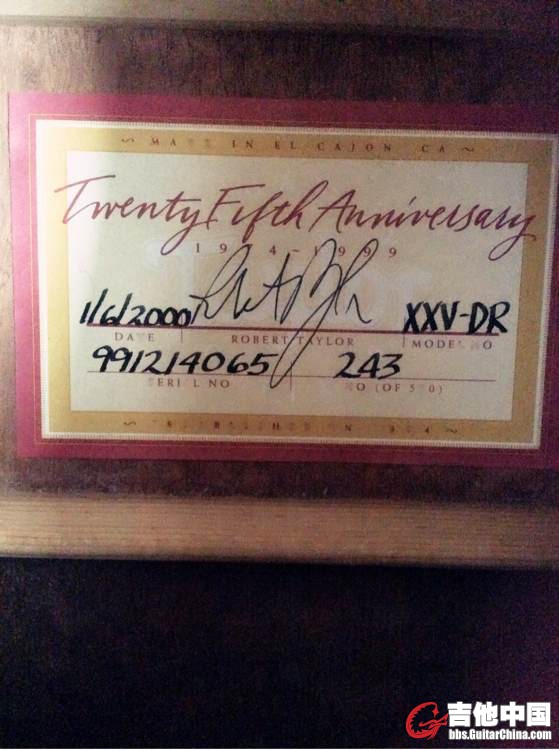 ~ MADE IN EL CAJON CA ~
Twenty Fifth Anniversary
1974-1999
1/6/2000 XXV-DR
DATE ROBERT TAYLOR MODEL NO
991214065 243
SERIAL NO NO (OF 500)
吉他中国
bbs.GuitarChina.com